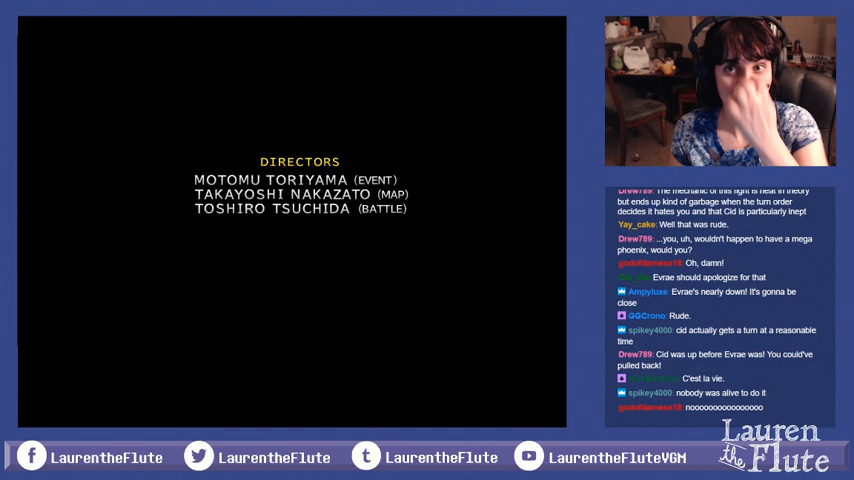 DIRECTORS
MOTOMU TORIYAMA (EVENT)
TAKAYOSHI NAKAZATO (MAP)
TOSHIRO TSUCHIDA (BATTLE)
Drew789: The mechanic of this fight is neat in theory
but ends up kind of garbage when the turn order
decides it hates you and that Cid is particularly inept
Yay_cake: Well that was rude.
Drew789: ...you, uh, wouldn't happen to have a mega
phoenix, would you?
godofdarness16: Oh, damn!
Evrae should apologize for that
Ampyluxe: Evrae's nearly down! It's gonna be
close
GGCrono: Rude.
spikey4000: cid actually gets a turn at a reasonable
time
Drew789: Cid was up before Evrae was! You could've
pulled back!
C'est la vie.
spikey4000: nobody was alive to do it
godofdarness16: noooooooooooooooo
Lauren
the Flute
LaurentheFlute
LaurentheFlute
LaurentheFlute
LaurentheFluteVGM